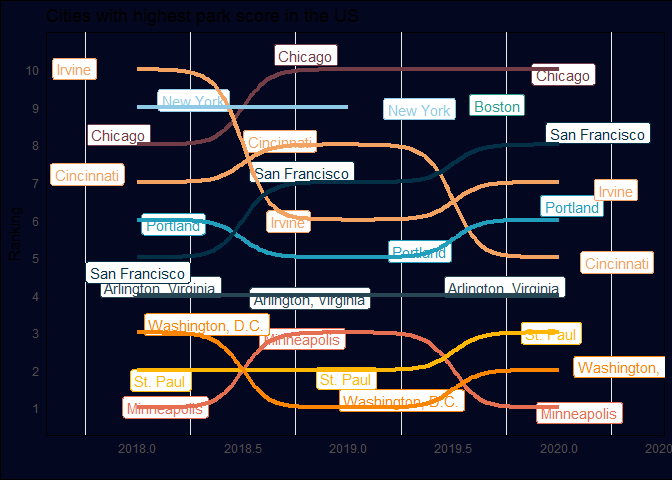 Cities with highest park score in the US
Ranking
10
9
8
7
6
5
4
3
2
1
Irvine
New York
Chicago
Cincinnati
Portland
San Francisco
Arlington, Virginia
Washington, D.C.
St. Paul
Minneapolis
Chicago
New York
Cincinnati
San Francisco
Irvine
Portland
Arlington, Virginia
Minneapolis
St. Paul
Washington, D.C.
Chicago
Boston
San Francisco
Irvine
Portland
Cincinnati
Arlington, Virginia
St. Paul
Washington,
Minneapolis
2018.0
2018.5
2019.0
2019.5
2020.0
2020